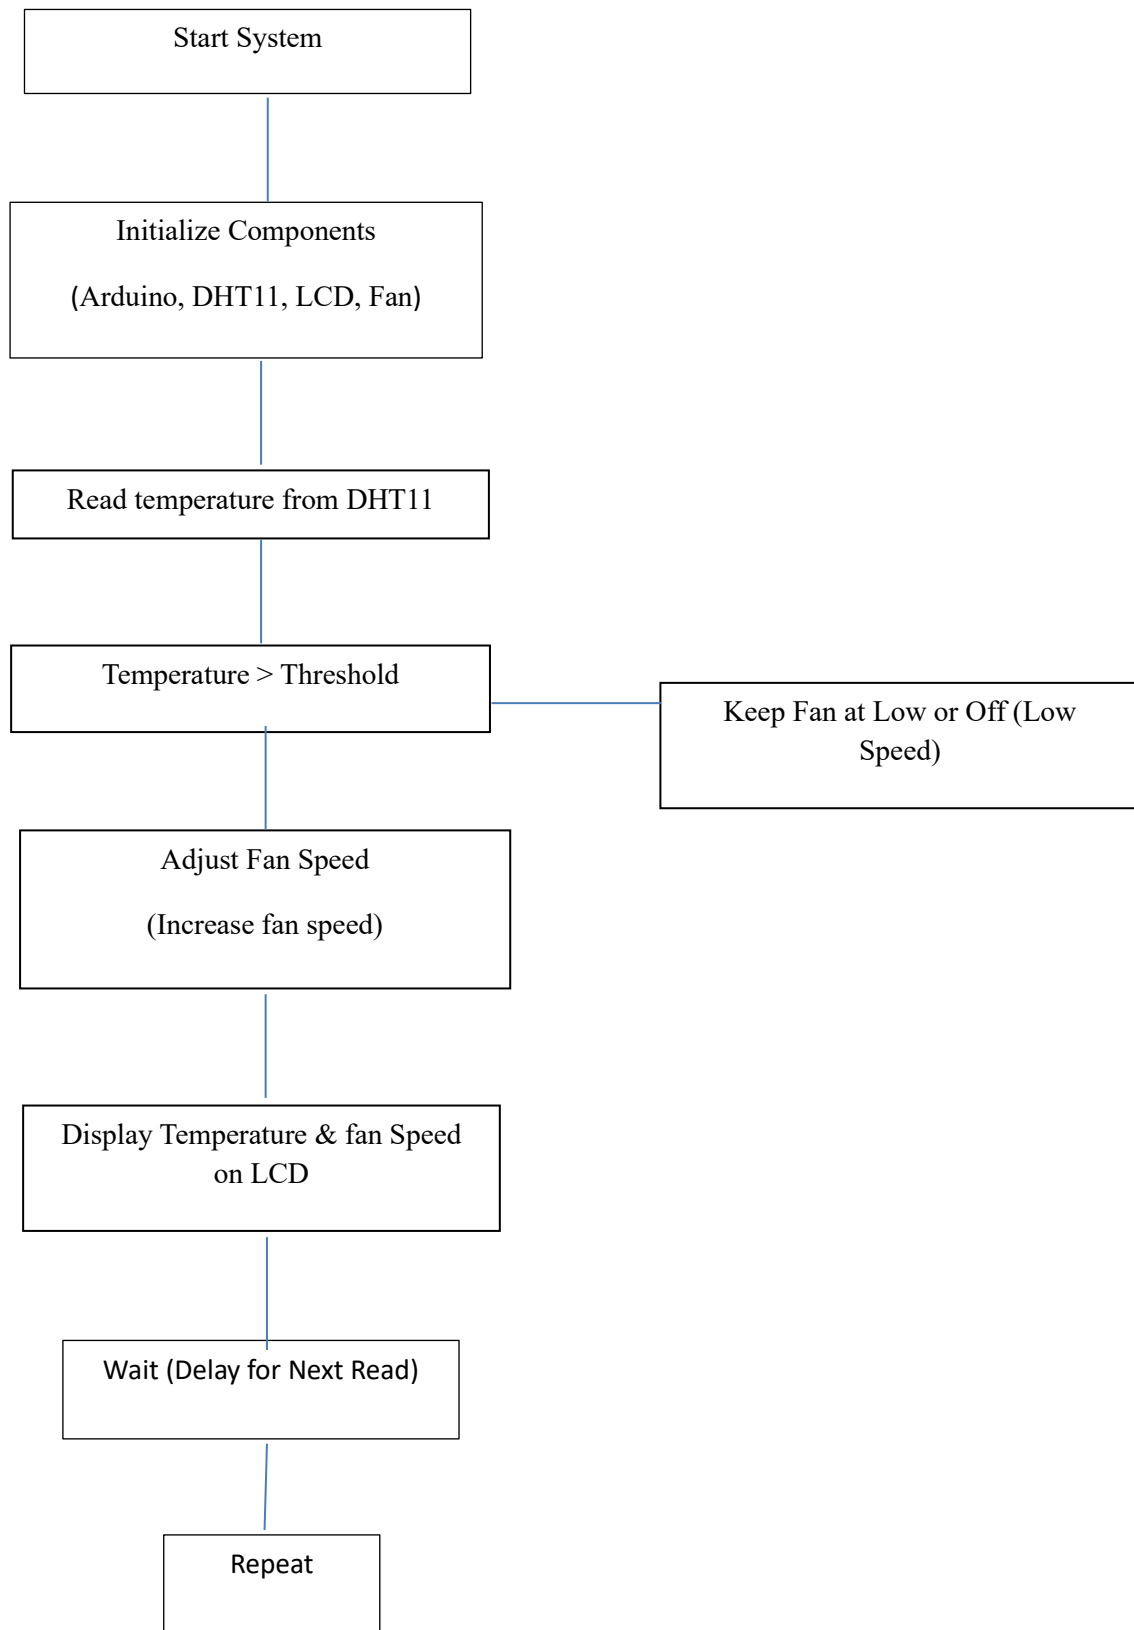 Start System
Initialize Components
(Arduino, DHT11, LCD, Fan)
Read temperature from DHT11
Temperature > Threshold
Keep Fan at Low or Off (Low
Speed)
Adjust Fan Speed
(Increase fan speed)
Display Temperature & fan Speed
on LCD
Wait (Delay for Next Read)
Repeat